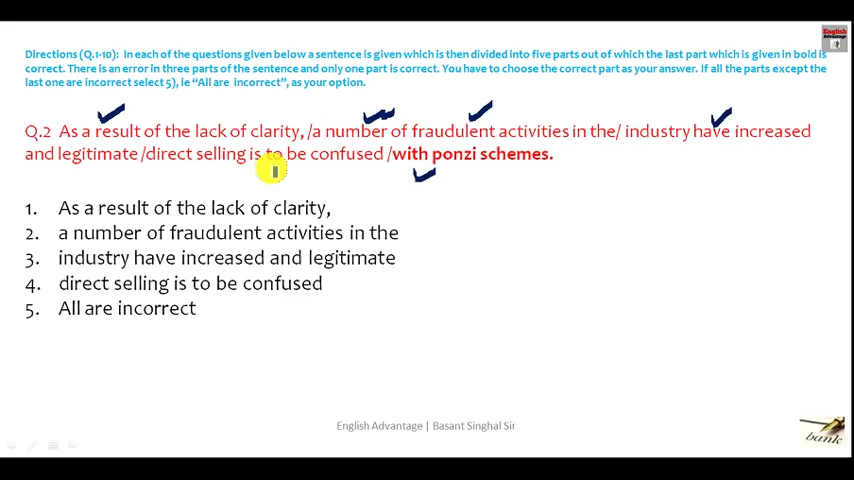 English
Advantage
Directions (Q.1-10): In each of the questions given below a sentence is given which is then divided into five parts out of which the last part which is given in bold is
correct. There is an error in three parts of the sentence and only one part is correct. You have to choose the correct part as your answer. If all the parts except the
last one are incorrect select 5), ie “All are incorrect”, as your option.
Q.2 As a result of the lack of clarity, /a number of fraudulent activities in the/ industry have increased
and legitimate /direct selling is to be confused /with ponzi schemes.
1. As a result of the lack of clarity,
2. a number of fraudulent activities in the
3. industry have increased and legitimate
4. direct selling is to be confused
5. All are incorrect
English Advantage | Basant Singhal Sir
bank